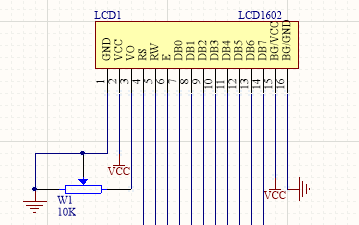 LCD1 LCD1602
GND VCC VO RS RW E DB0 DB1 DB2 DB3 DB4 DB5 DB6 DB7 BG/VCC BG/GND
1 2 3 4 5 6 7 8 9 10 11 12 13 14 15 16
VCC VCC
W1
10K